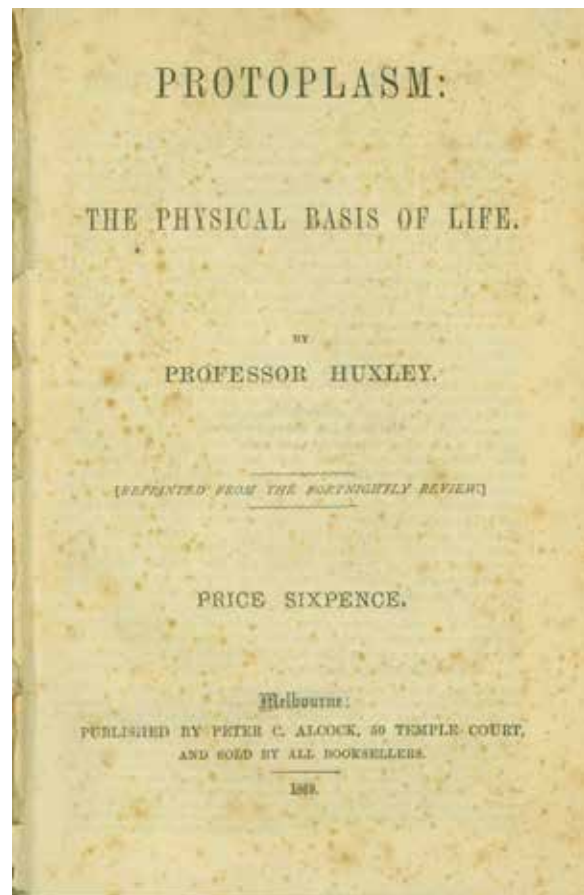 PROTOPLASM:
THE PHYSICAL BASIS OF LIFE.
BY
PROFESSOR HUXLEY.
[REPRINTED FROM THE FORTNIGHTLY REVIEW.]
PRICE SIXPENCE.
Melbourne:
PUBLISHED BY PETER C. ALCOCK, 50 TEMPLE COURT,
AND SOLD BY ALL BOOKSELLERS.
1869.